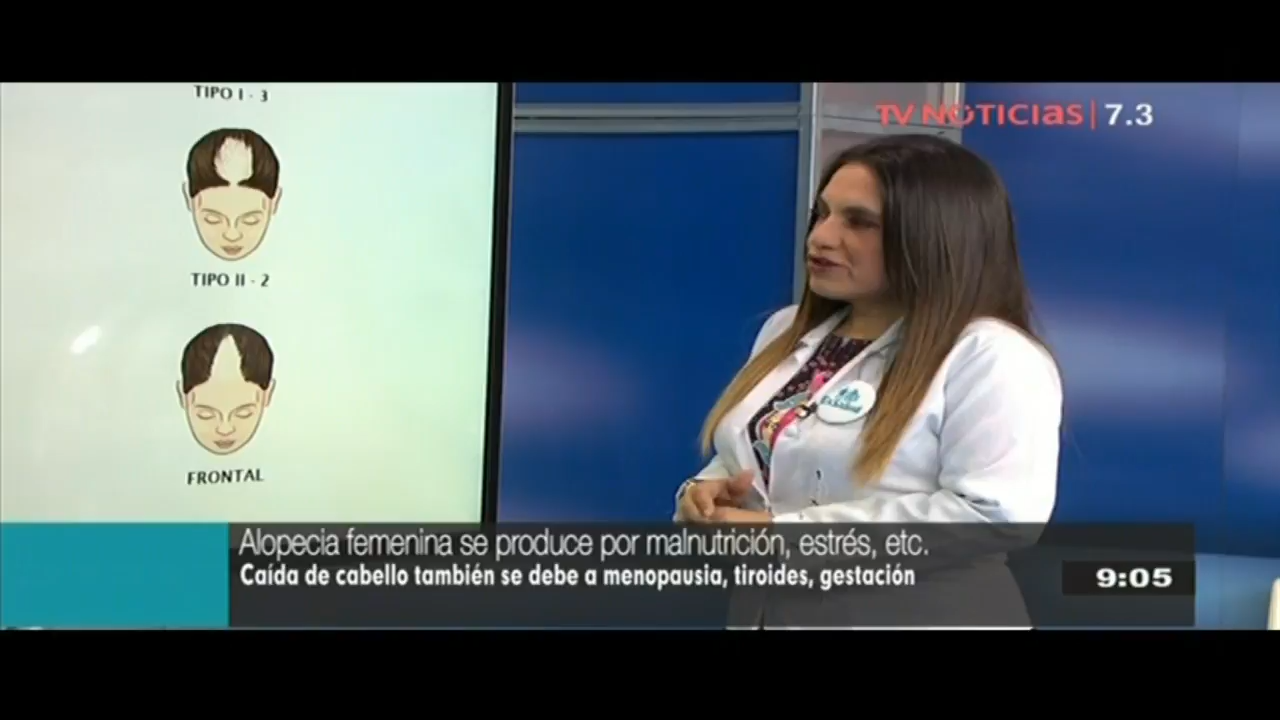 TIPO I - 3
TV NOTICIAS | 7.3
TIPO II - 2
FRONTAL
EsSalud
Alopecia femenina se produce por malnutrición, estrés, etc.
Caída de cabello también se debe a menopausia, tiroides, gestación
9:05